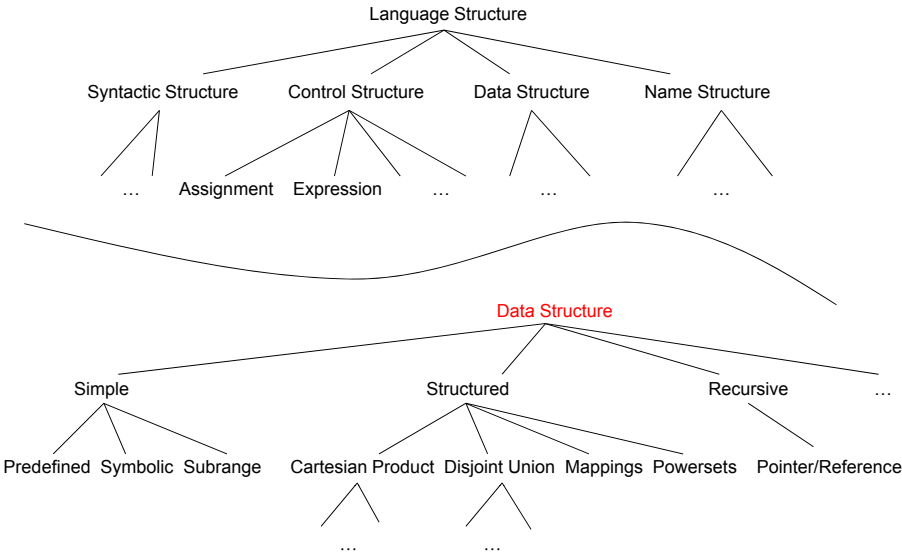 Language Structure
Syntactic Structure Control Structure Data Structure Name Structure
… Assignment Expression … … …
Data Structure
Simple Structured Recursive …
Predefined Symbolic Subrange Cartesian Product Disjoint Union Mappings Powersets Pointer/Reference
… …